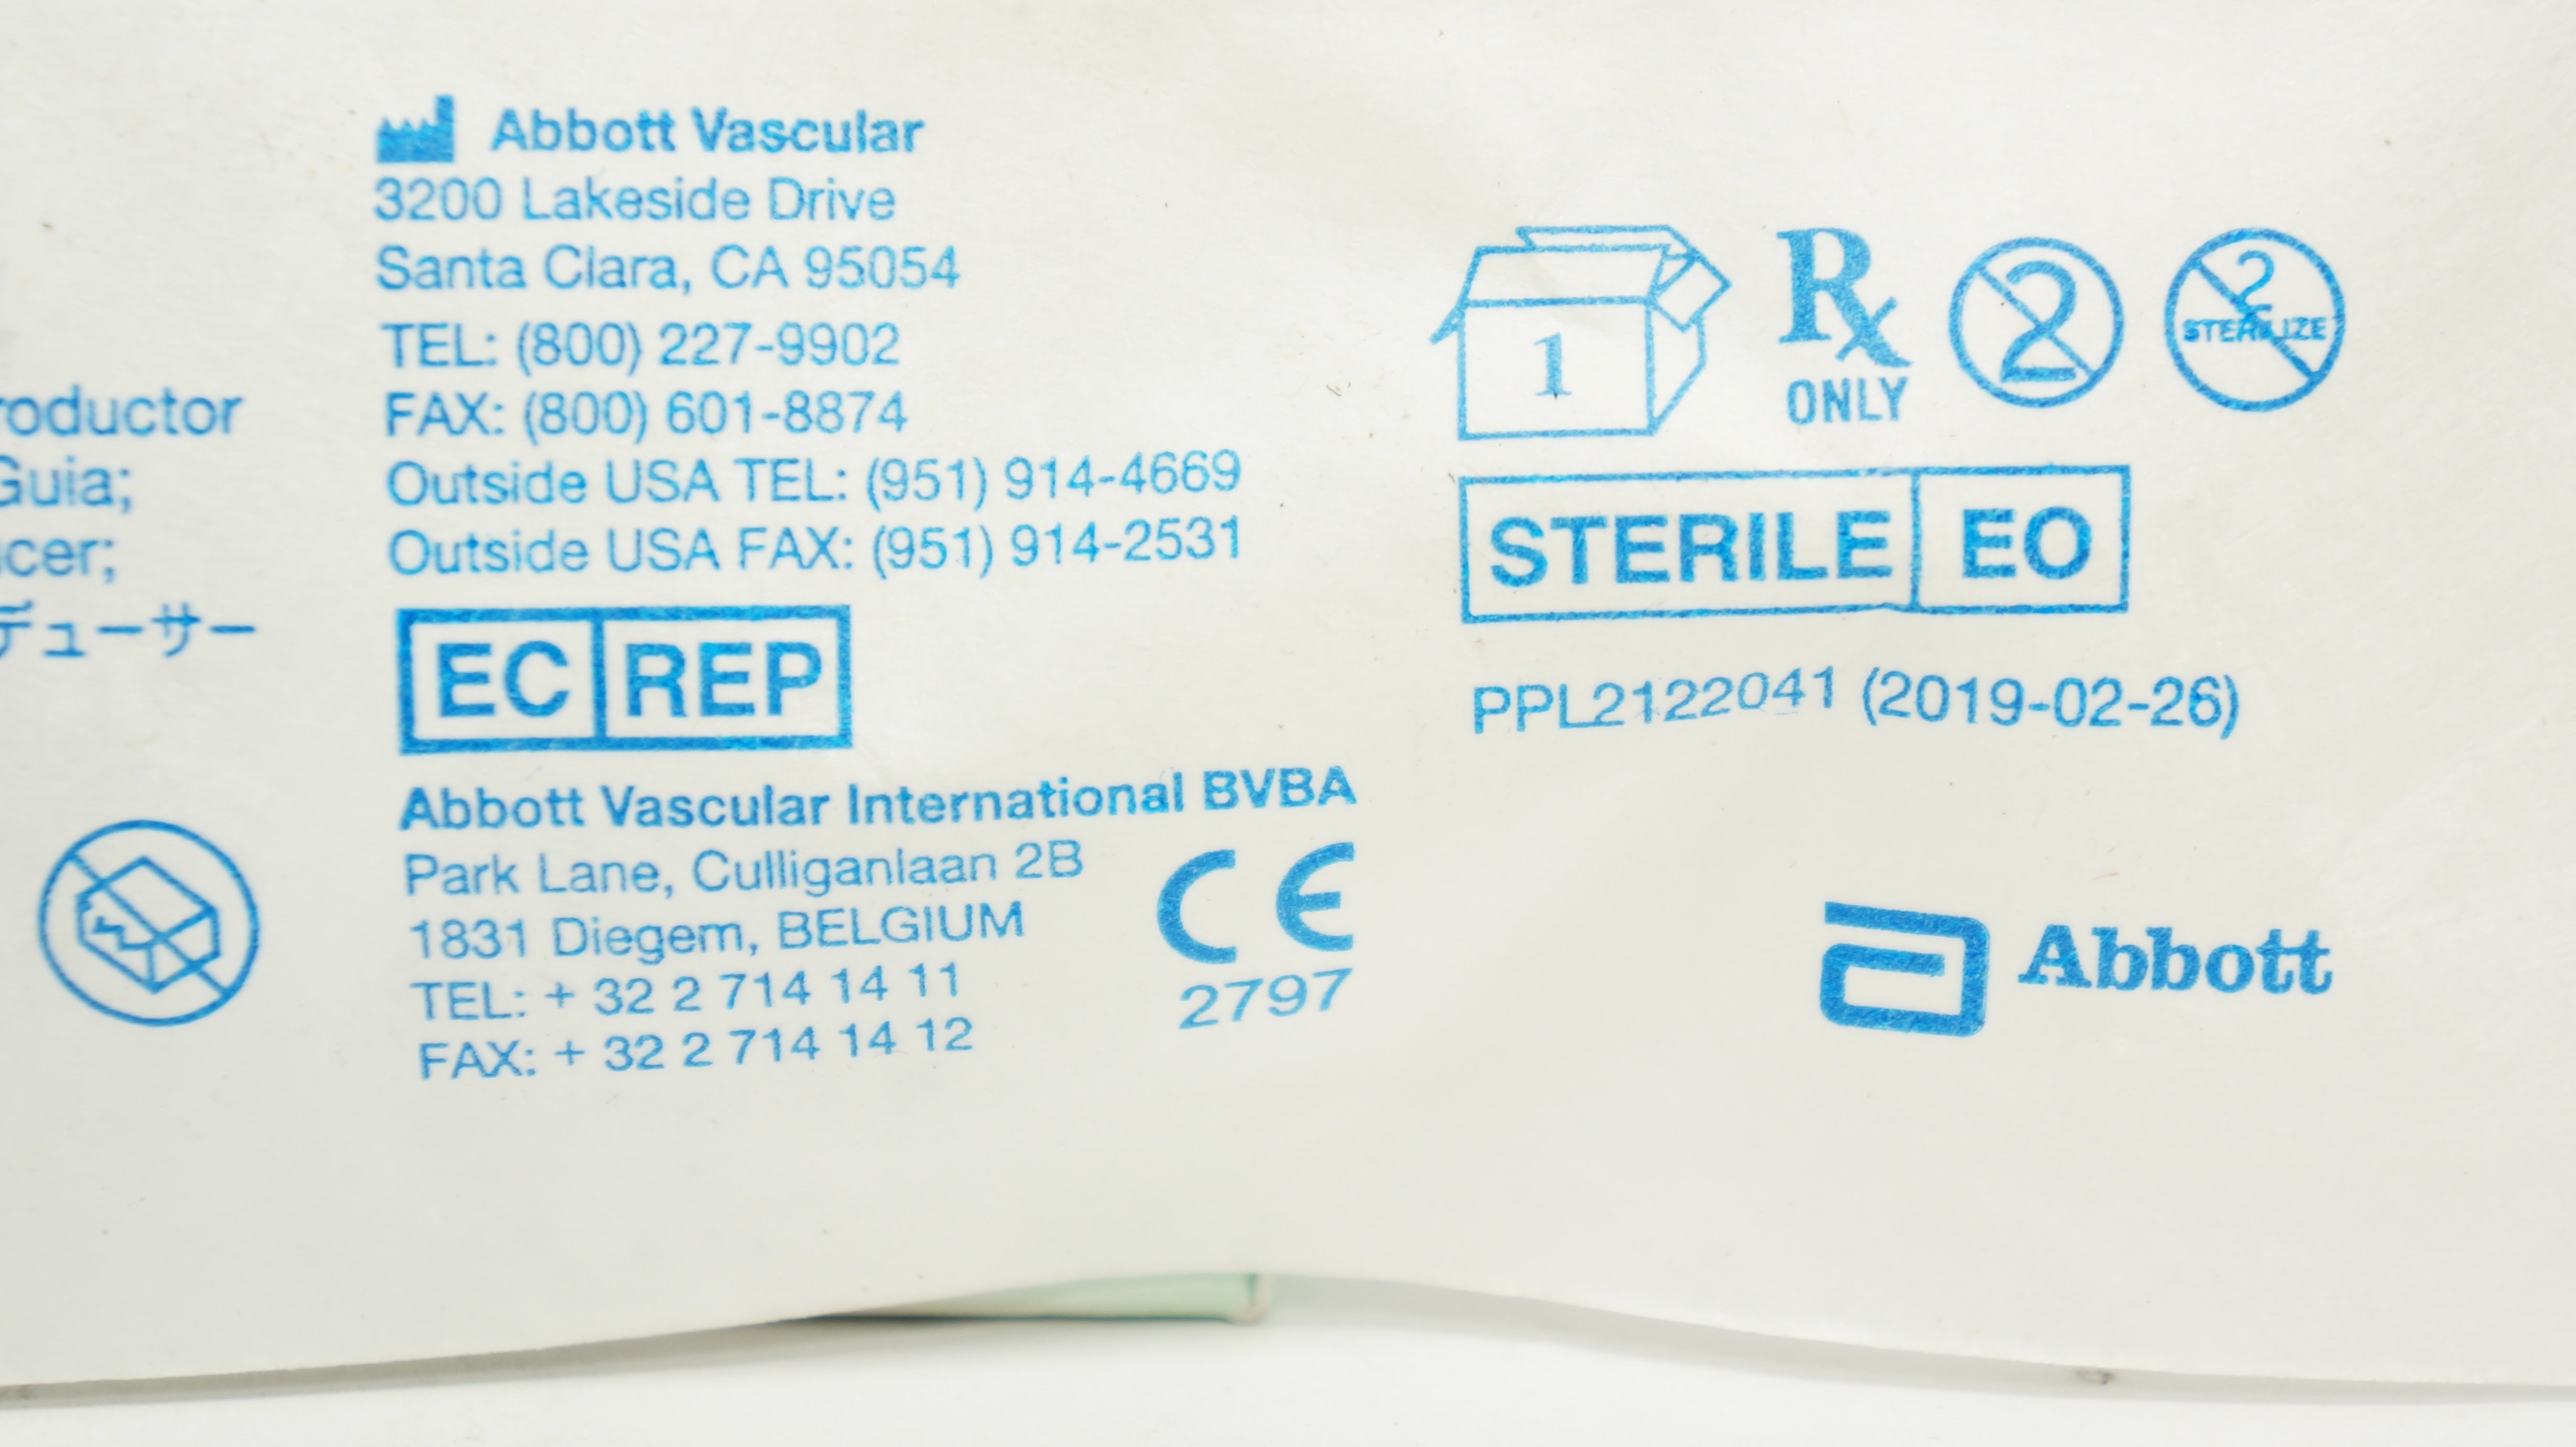 roductor
Guia;
cer;
デューサー
Abbott Vascular
3200 Lakeside Drive
Santa Clara, CA 95054
TEL: (800) 227-9902
FAX: (800) 601-8874
Outside USA TEL: (951) 914-4669
Outside USA FAX: (951) 914-2531
EC REP
Abbott Vascular International BVBA
Park Lane, Culliganlaan 2B
1831 Diegem, BELGIUM
TEL: + 32 2 714 14 11
FAX: + 32 2 714 14 12
CE
2797
1
Rx
ONLY
2
2
STERILIZE
STERILE EO
PPL2122041 (2019-02-26)
Abbott